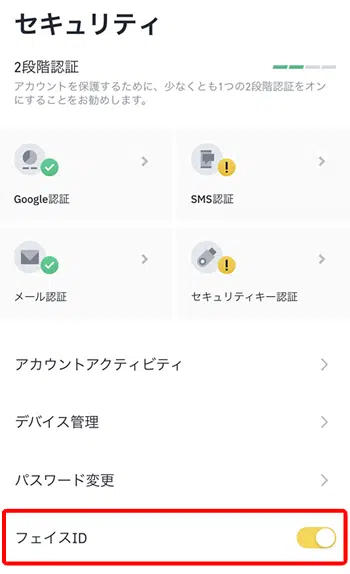 セキュリティ
2段階認証
アカウントを保護するために、少なくとも1つの2段階認証をオン
にすることをお勧めします。
Google認証
SMS認証
メール認証
セキュリティキー認証
アカウントアクティビティ
デバイス管理
パスワード変更
フェイスID